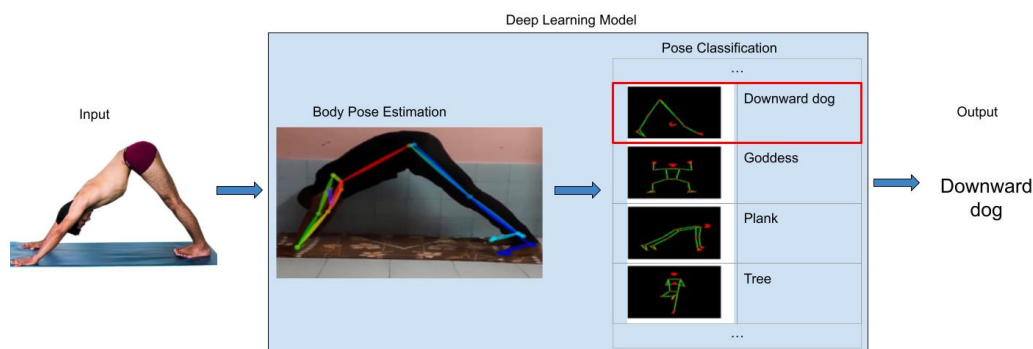 Deep Learning Model
Pose Classification
...
Input
Body Pose Estimation
Downward dog
Output
Goddess
Downward
dog
Plank
Tree
...